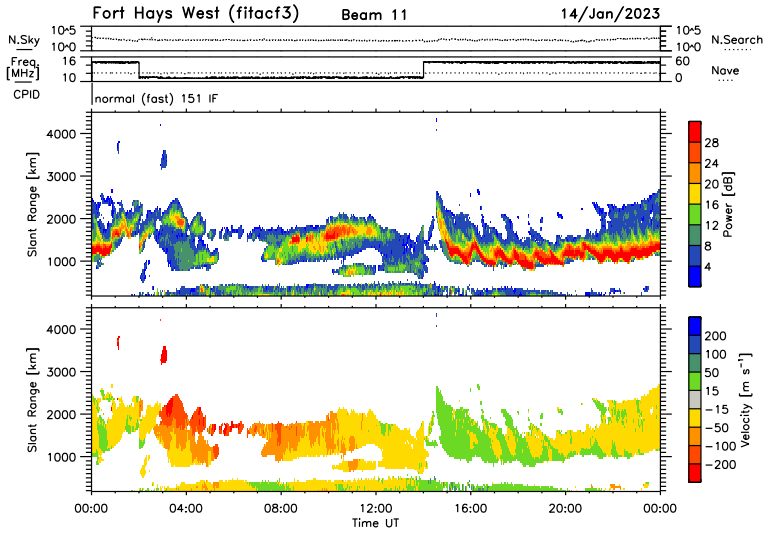 Fort Hays West (fitacf3) Beam 11 14/Jan/2023
N.Sky 10^5 10^0 10^5 10^0 N.Search
Freq. [MHz] 16 10 60 0 Nave
CPID normal (fast) 151 IF
Slant Range [km] 4000 3000 2000 1000
28 24 20 16 12 8 4 Power [dB]
Slant Range [km] 4000 3000 2000 1000
200 100 50 15 -15 -50 -100 -200 Velocity [m s^-1]
00:00 04:00 08:00 12:00 16:00 20:00 00:00
Time UT